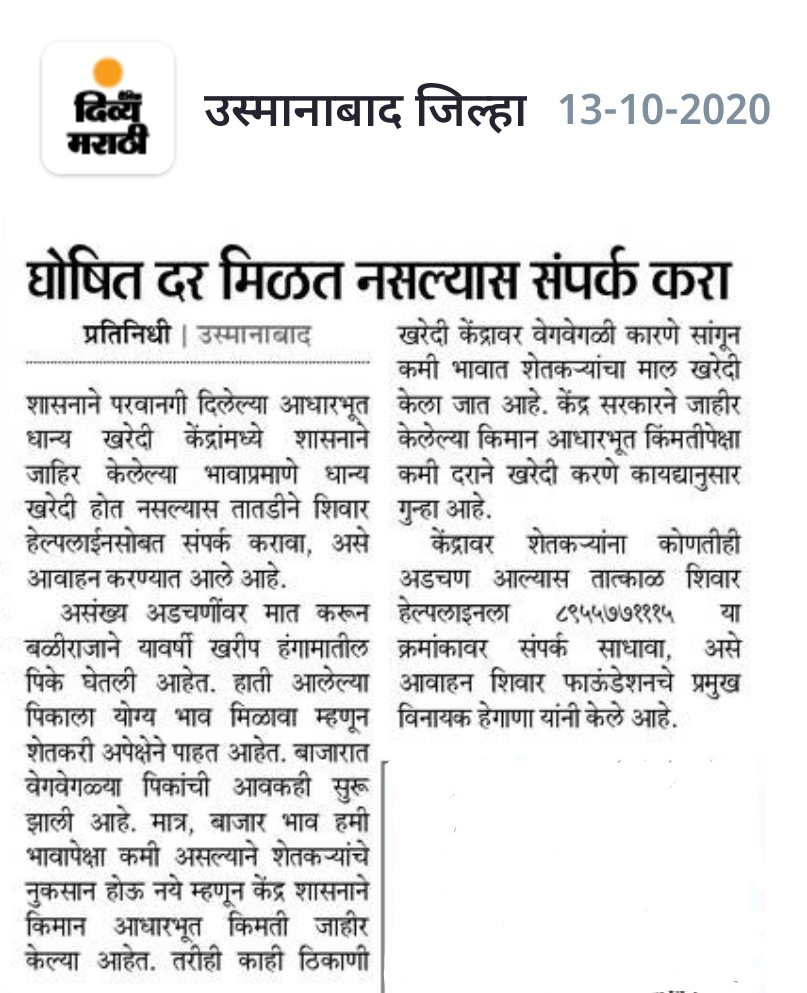 दिव्य मराठी
उस्मानाबाद जिल्हा 13-10-2020
घोषित दर मिळत नसल्यास संपर्क करा
प्रतिनिधी | उस्मानाबाद
शासनाने परवानगी दिलेल्या आधारभूत
धान्य खरेदी केंद्रांमध्ये शासनाने
जाहिर केलेल्या भावाप्रमाणे धान्य
खरेदी होत नसल्यास तातडीने शिवार
हेल्पलाईनसोबत संपर्क करावा, असे
आवाहन करण्यात आले आहे.
असंख्य अडचणींवर मात करून
बळीराजाने यावर्षी खरीप हंगामातील
पिके घेतली आहेत. हाती आलेल्या
पिकाला योग्य भाव मिळावा म्हणून
शेतकरी अपेक्षेने पाहत आहेत. बाजारात
वेगवेगळ्या पिकांची आवकही सुरू
झाली आहे. मात्र, बाजार भाव हमी
भावापेक्षा कमी असल्याने शेतकऱ्यांचे
नुकसान होऊ नये म्हणून केंद्र शासनाने
किमान आधारभूत किमती जाहीर
केल्या आहेत. तरीही काही ठिकाणी
खरेदी केंद्रावर वेगवेगळी कारणे सांगून
कमी भावात शेतकऱ्यांचा माल खरेदी
केला जात आहे. केंद्र सरकारने जाहीर
केलेल्या किमान आधारभूत किंमतीपेक्षा
कमी दराने खरेदी करणे कायद्यानुसार
गुन्हा आहे.
केंद्रावर शेतकऱ्यांना कोणतीही
अडचण आल्यास तात्काळ शिवार
हेल्पलाइनला ८९५५७७१११५ या
क्रमांकावर संपर्क साधावा, असे
आवाहन शिवार फाऊंडेशनचे प्रमुख
विनायक हेगाणा यांनी केले आहे.